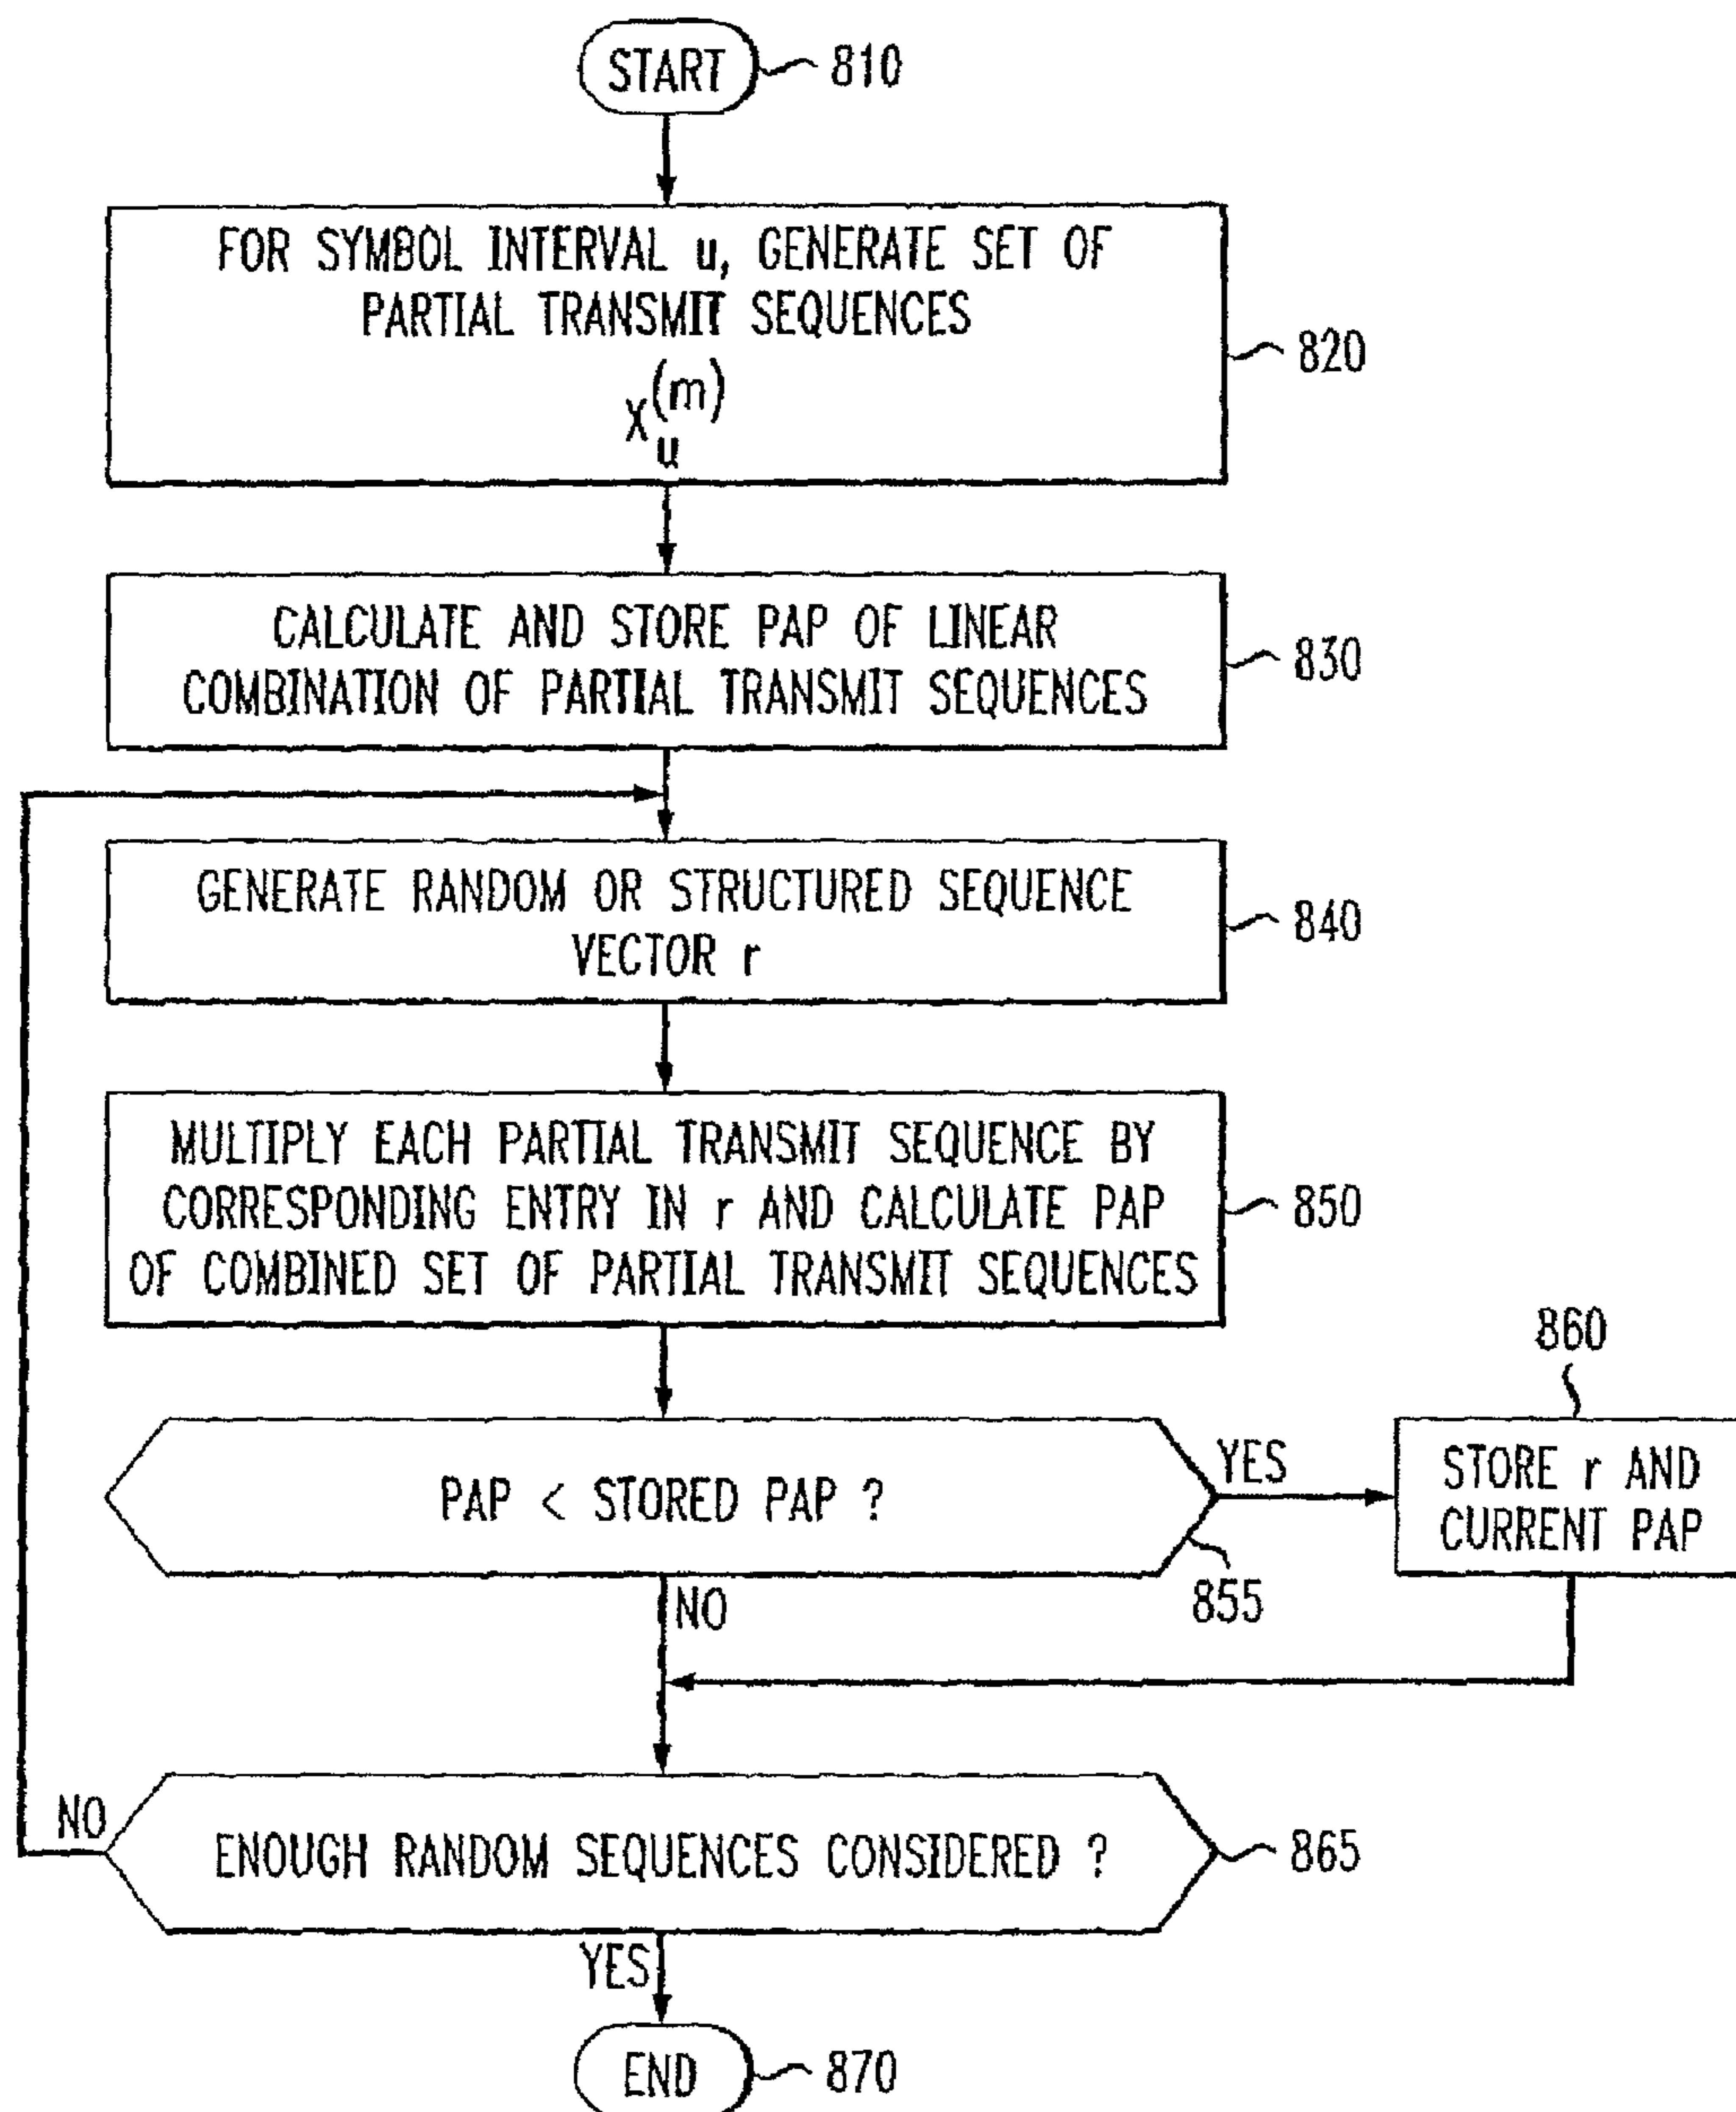 START
810
FOR SYMBOL INTERVAL u, GENERATE SET OF
PARTIAL TRANSMIT SEQUENCES
X
(m)
u
820
CALCULATE AND STORE PAP OF LINEAR
COMBINATION OF PARTIAL TRANSMIT SEQUENCES
830
GENERATE RANDOM OR STRUCTURED SEQUENCE
VECTOR r
840
MULTIPLY EACH PARTIAL TRANSMIT SEQUENCE BY
CORRESPONDING ENTRY IN r AND CALCULATE PAP
OF COMBINED SET OF PARTIAL TRANSMIT SEQUENCES
850
PAP < STORED PAP ?
YES
855
860
STORE r AND
CURRENT PAP
NO
ENOUGH RANDOM SEQUENCES CONSIDERED ?
NO
865
YES
END
870